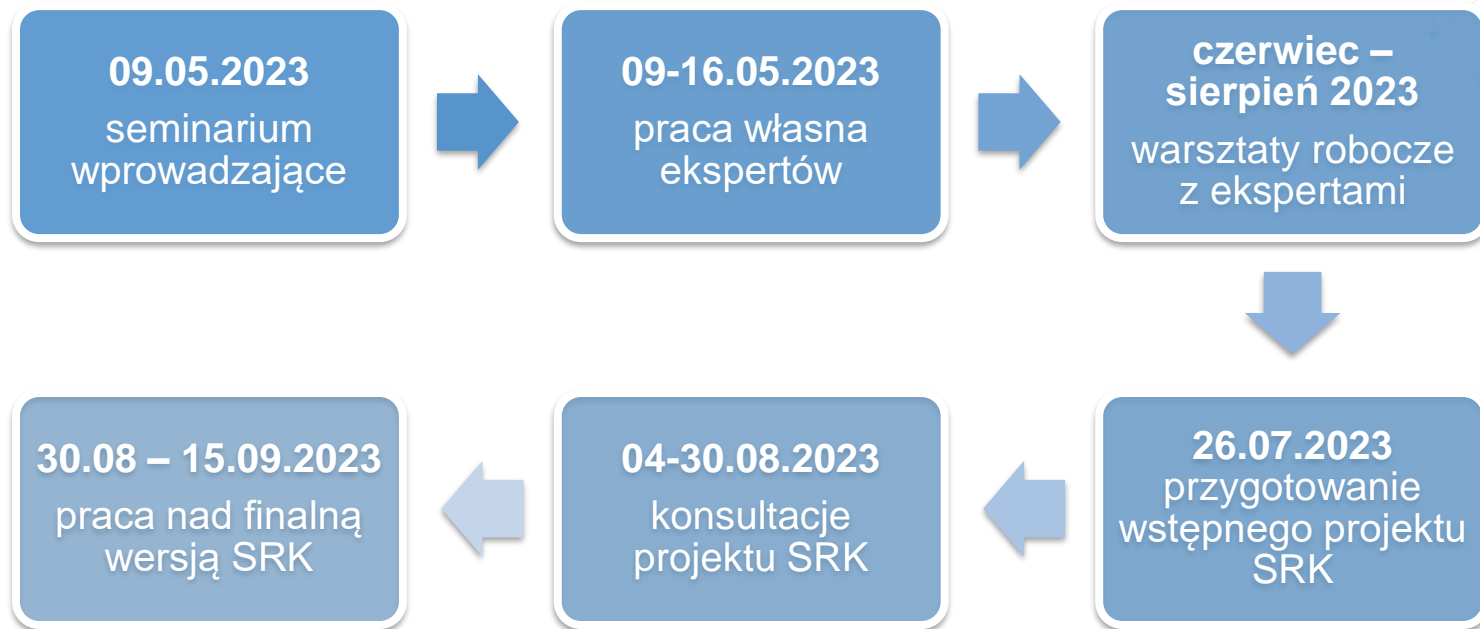 09.05.2023
seminarium
wprowadzające
09-16.05.2023
praca własna
ekspertów
czerwiec –
sierpień 2023
warsztaty robocze
z ekspertami
26.07.2023
przygotowanie
wstępnego projektu
SRK
04-30.08.2023
konsultacje
projektu SRK
30.08 – 15.09.2023
praca nad finalną
wersją SRK